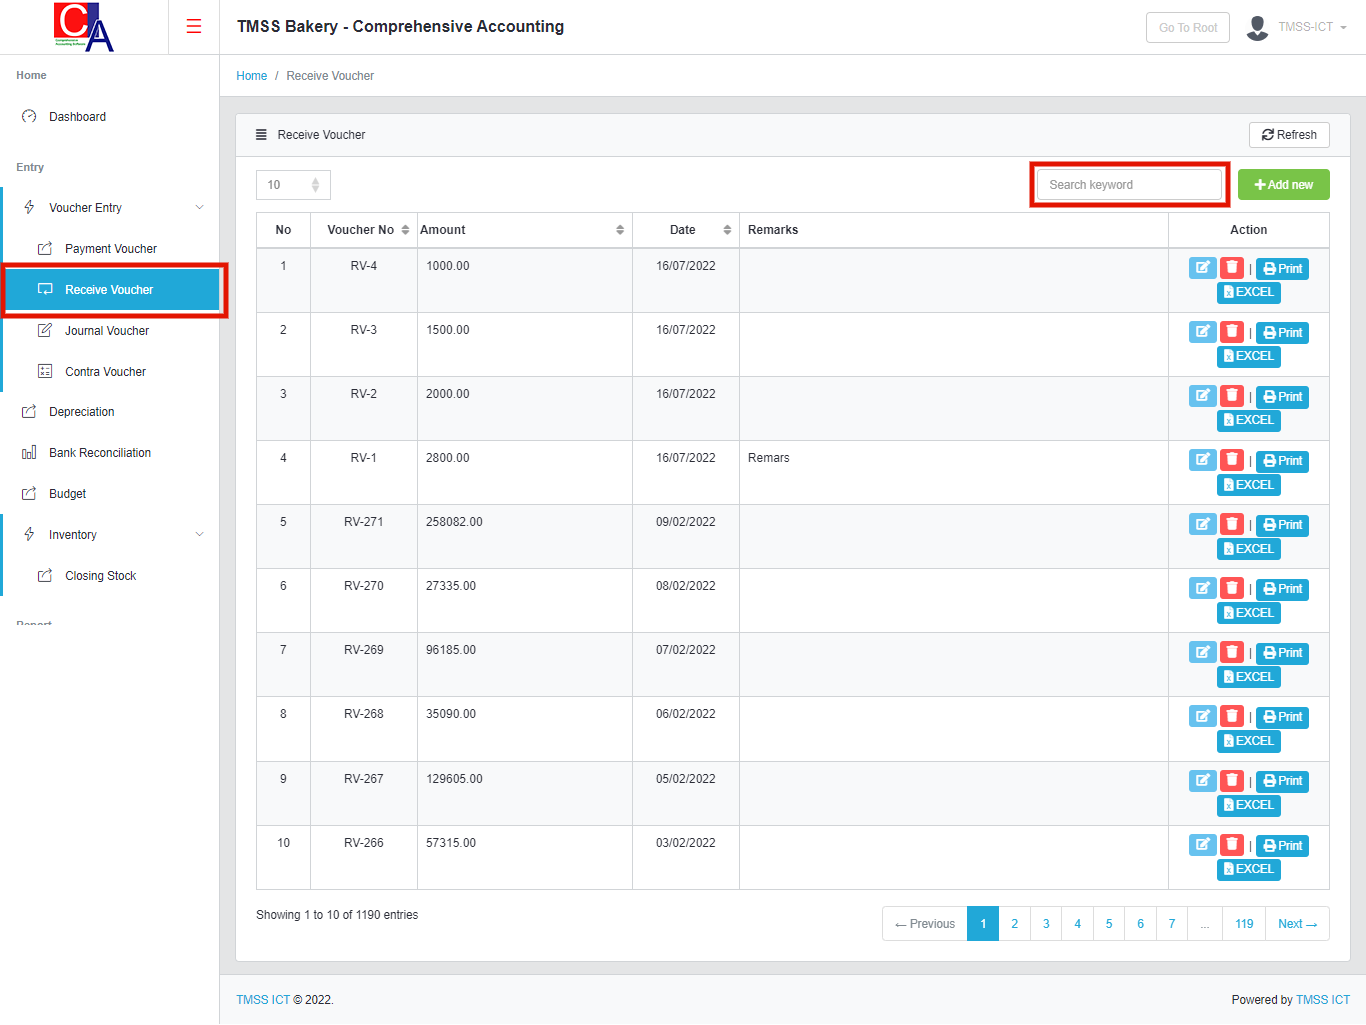 CA
Comprehensive
Accounting Software
TMSS Bakery - Comprehensive Accounting
Go To Root
TMSS-ICT
Home
Dashboard
Entry
Voucher Entry
Payment Voucher
Receive Voucher
Journal Voucher
Contra Voucher
Depreciation
Bank Reconciliation
Budget
Inventory
Closing Stock
Report
Home / Receive Voucher
Receive Voucher
Refresh
10
Search keyword
Add new
No Voucher No Amount Date Remarks Action
1 RV-4 1000.00 16/07/2022 | Print
EXCEL
2 RV-3 1500.00 16/07/2022 | Print
EXCEL
3 RV-2 2000.00 16/07/2022 | Print
EXCEL
4 RV-1 2800.00 16/07/2022 Remars | Print
EXCEL
5 RV-271 258082.00 09/02/2022 | Print
EXCEL
6 RV-270 27335.00 08/02/2022 | Print
EXCEL
7 RV-269 96185.00 07/02/2022 | Print
EXCEL
8 RV-268 35090.00 06/02/2022 | Print
EXCEL
9 RV-267 129605.00 05/02/2022 | Print
EXCEL
10 RV-266 57315.00 03/02/2022 | Print
EXCEL
Showing 1 to 10 of 1190 entries
← Previous 1 2 3 4 5 6 7 ... 119 Next →
TMSS ICT © 2022.
Powered by TMSS ICT